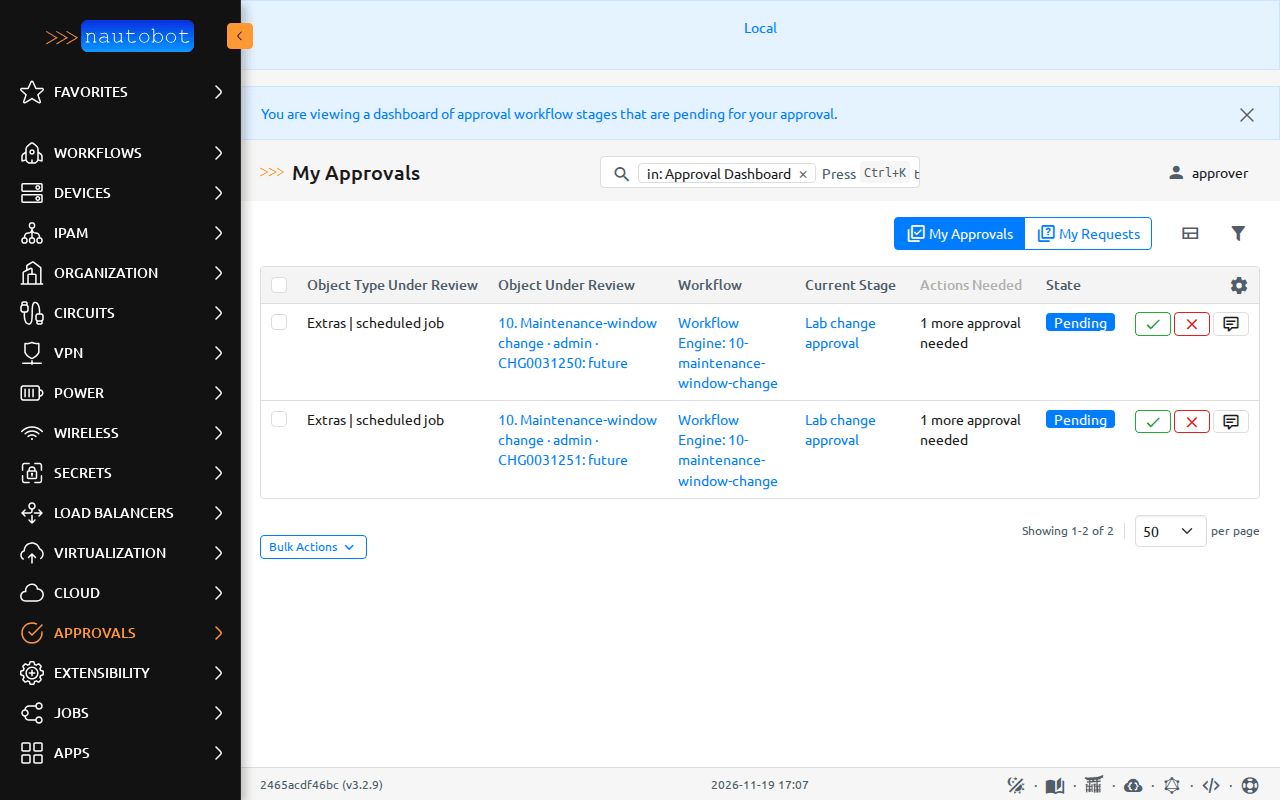 nautobot
FAVORITES
WORKFLOWS
DEVICES
IPAM
ORGANIZATION
CIRCUITS
VPN
POWER
WIRELESS
SECRETS
LOAD BALANCERS
VIRTUALIZATION
CLOUD
APPROVALS
EXTENSIBILITY
JOBS
APPS
Local
You are viewing a dashboard of approval workflow stages that are pending for your approval.
My Approvals
in: Approval Dashboard × Press Ctrl+K t
approver
My Approvals My Requests
Object Type Under Review Object Under Review Workflow Current Stage Actions Needed State
Extras | scheduled job 10. Maintenance-window Workflow Lab change 1 more approval Pending
change · admin · Engine: 10- approval needed
CHG0031250: future maintenance-
window-change
Extras | scheduled job 10. Maintenance-window Workflow Lab change 1 more approval Pending
change · admin · Engine: 10- approval needed
CHG0031251: future maintenance-
window-change
Showing 1-2 of 2 50 per page
Bulk Actions
2465acdf46bc (v3.2.9) 2026-11-19 17:07